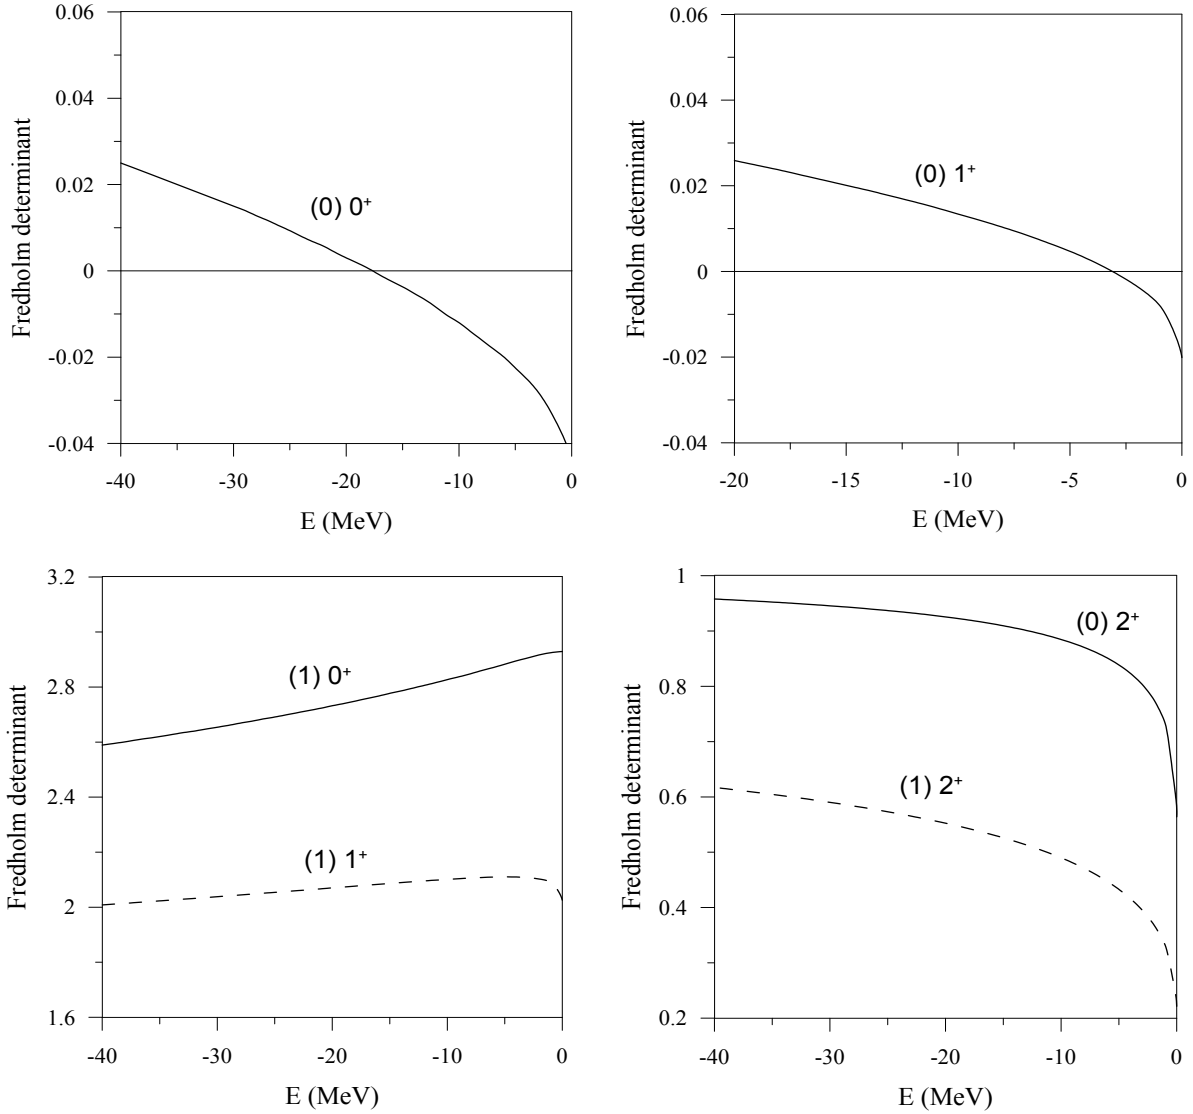 0.06
0.04
0.02
0
-0.02
-0.04
Fredholm determinant
(0) 0⁺
-40 -30 -20 -10 0
E (MeV)
0.06
0.04
0.02
0
-0.02
-0.04
Fredholm determinant
(0) 1⁺
-20 -15 -10 -5 0
E (MeV)
3.2
2.8
2.4
2
1.6
Fredholm determinant
(1) 0⁺
(1) 1⁺
-40 -30 -20 -10 0
E (MeV)
1
0.8
0.6
0.4
0.2
Fredholm determinant
(0) 2⁺
(1) 2⁺
-40 -30 -20 -10 0
E (MeV)